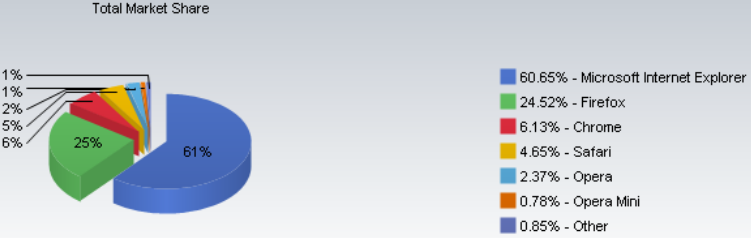 Total Market Share
1%
1%
2%
5%
6%
25%
61%
60.65% - Microsoft Internet Explorer
24.52% - Firefox
6.13% - Chrome
4.65% - Safari
2.37% - Opera
0.78% - Opera Mini
0.85% - Other